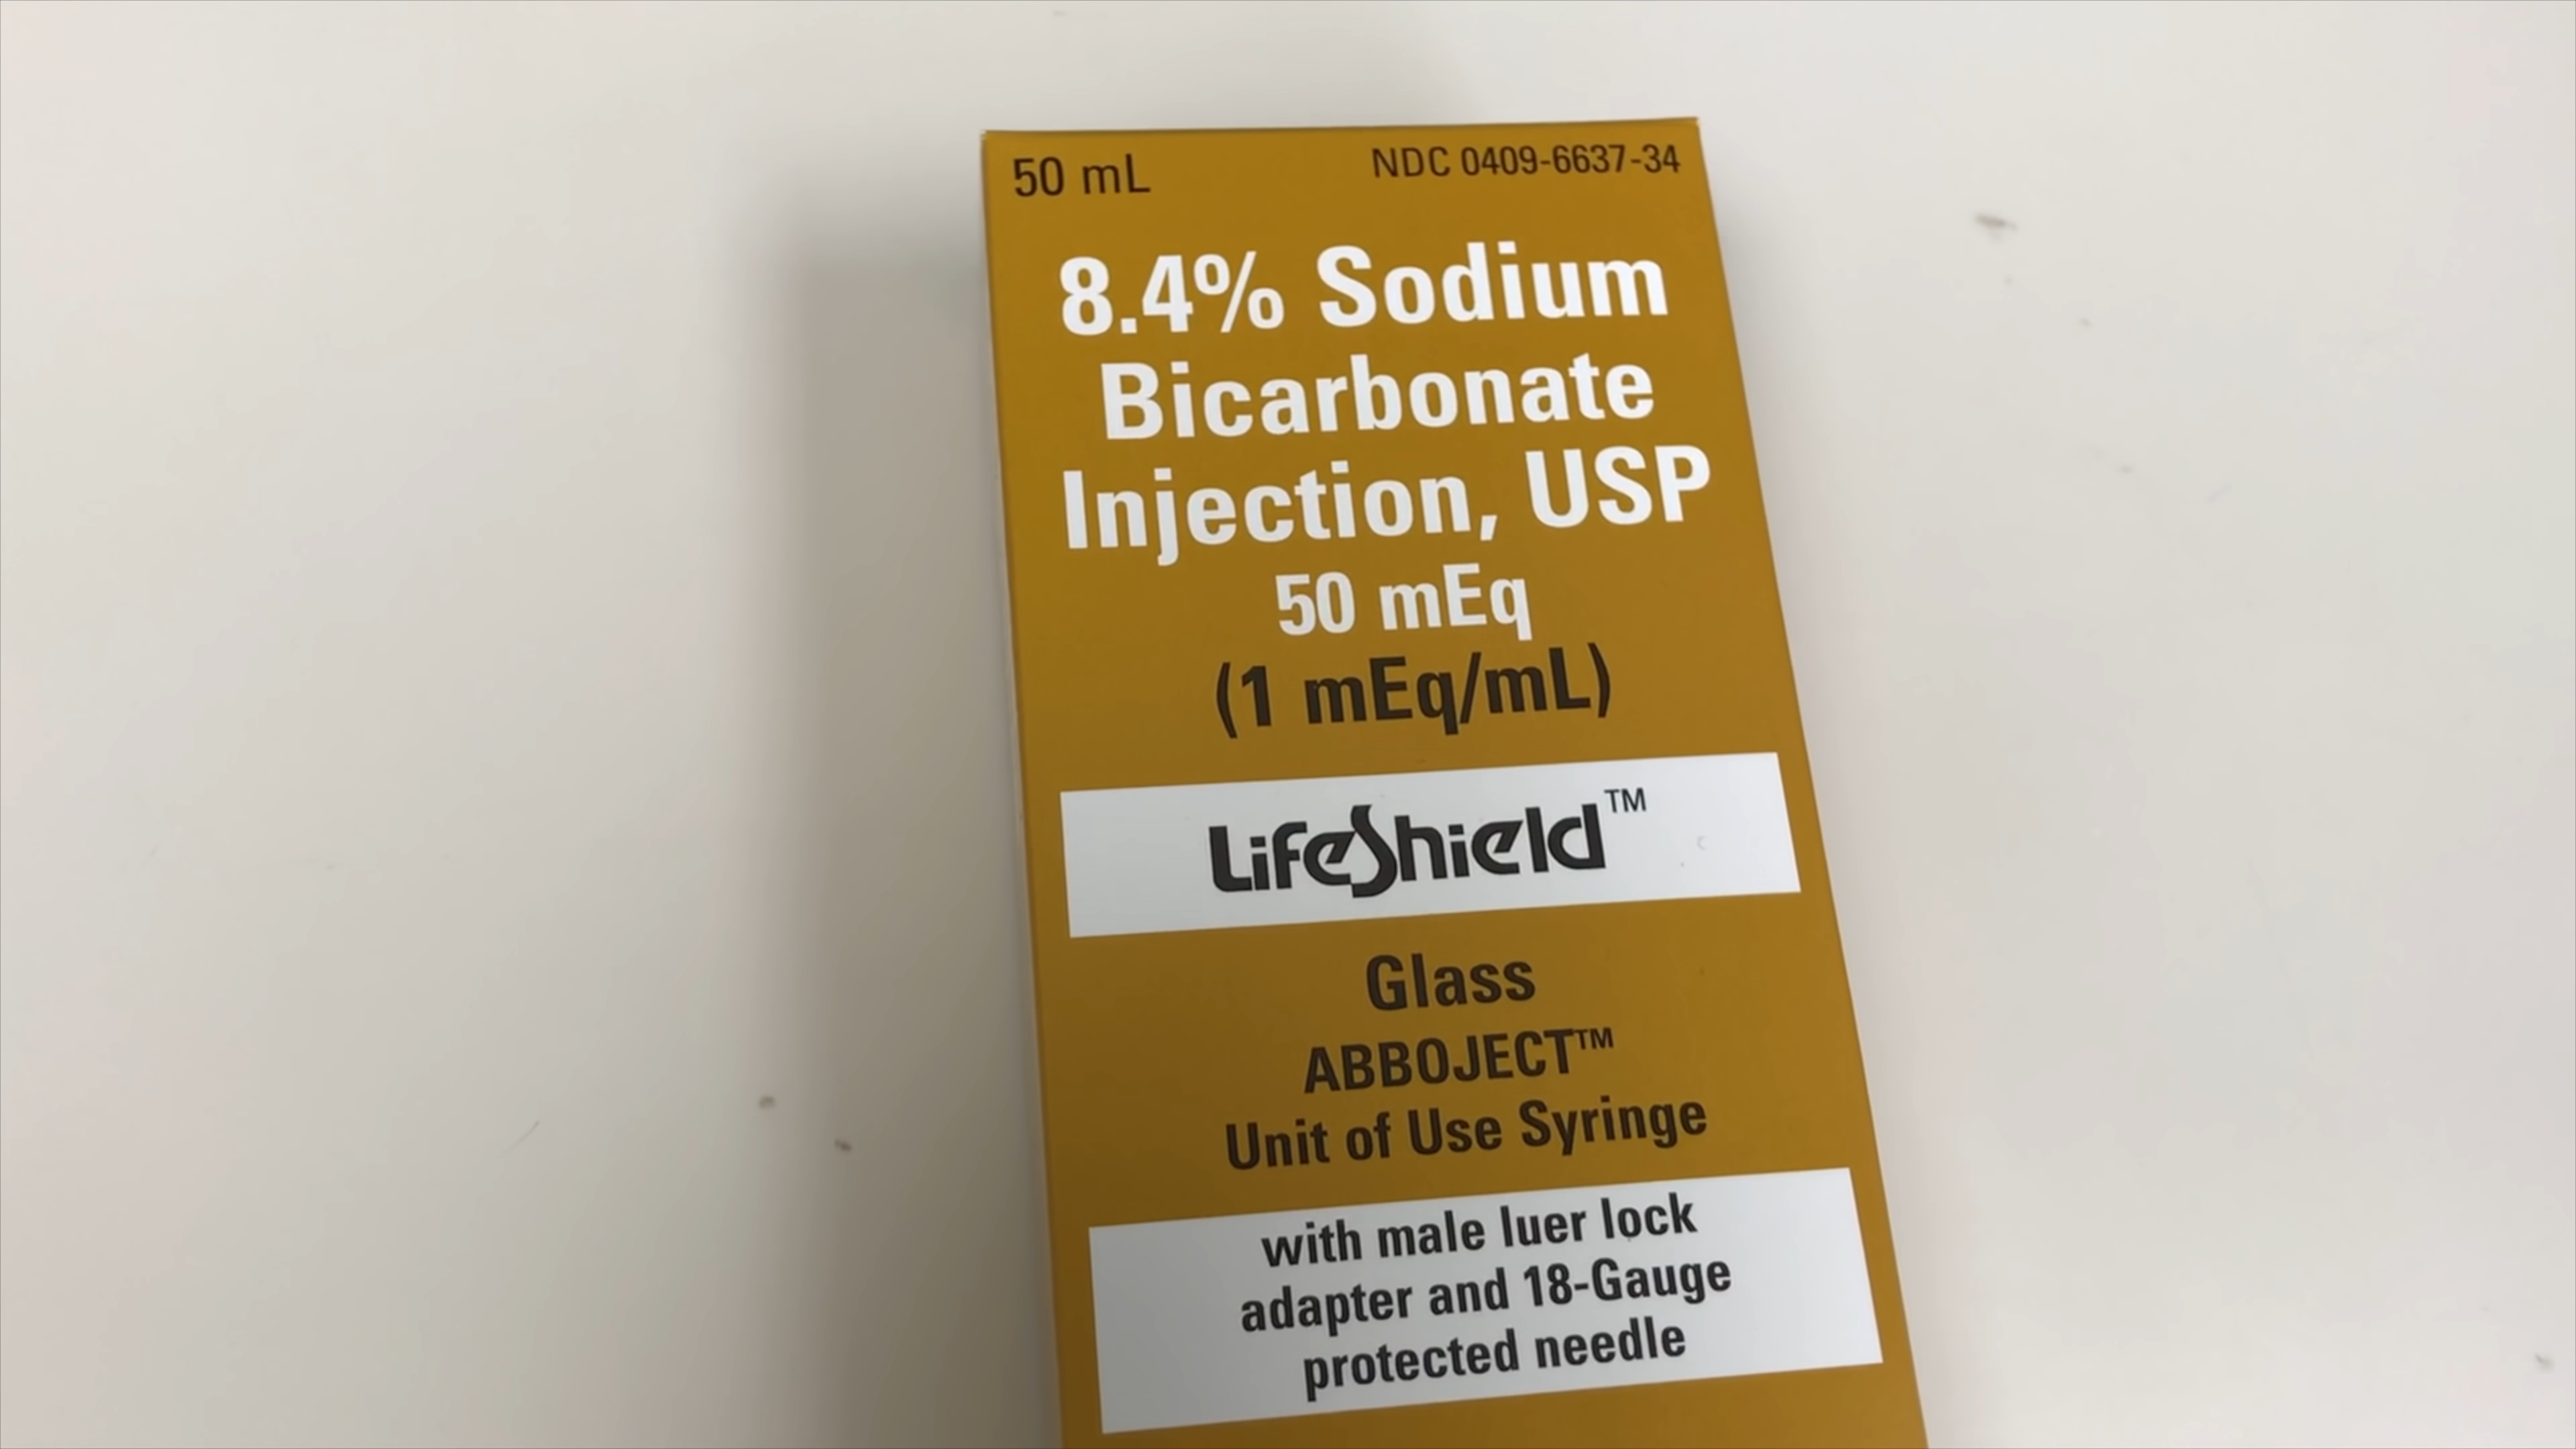 50 mL NDC 0409-6637-34
8.4% Sodium
Bicarbonate
Injection, USP
50 mEq
(1 mEq/mL)
LifeShield™
Glass
ABBOJECT™
Unit of Use Syringe
with male luer lock
adapter and 18-Gauge
protected needle